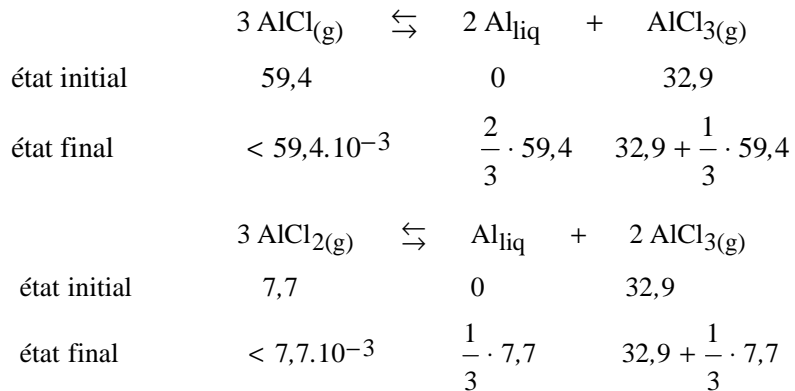 3 AlCl(g) ⇆ 2 Alliq + AlCl3(g)
état initial 59,4 0 32,9
état final < 59,4.10−3 2/3 · 59,4 32,9 + 1/3 · 59,4
3 AlCl2(g) ⇆ Alliq + 2 AlCl3(g)
état initial 7,7 0 32,9
état final < 7,7.10−3 1/3 · 7,7 32,9 + 1/3 · 7,7